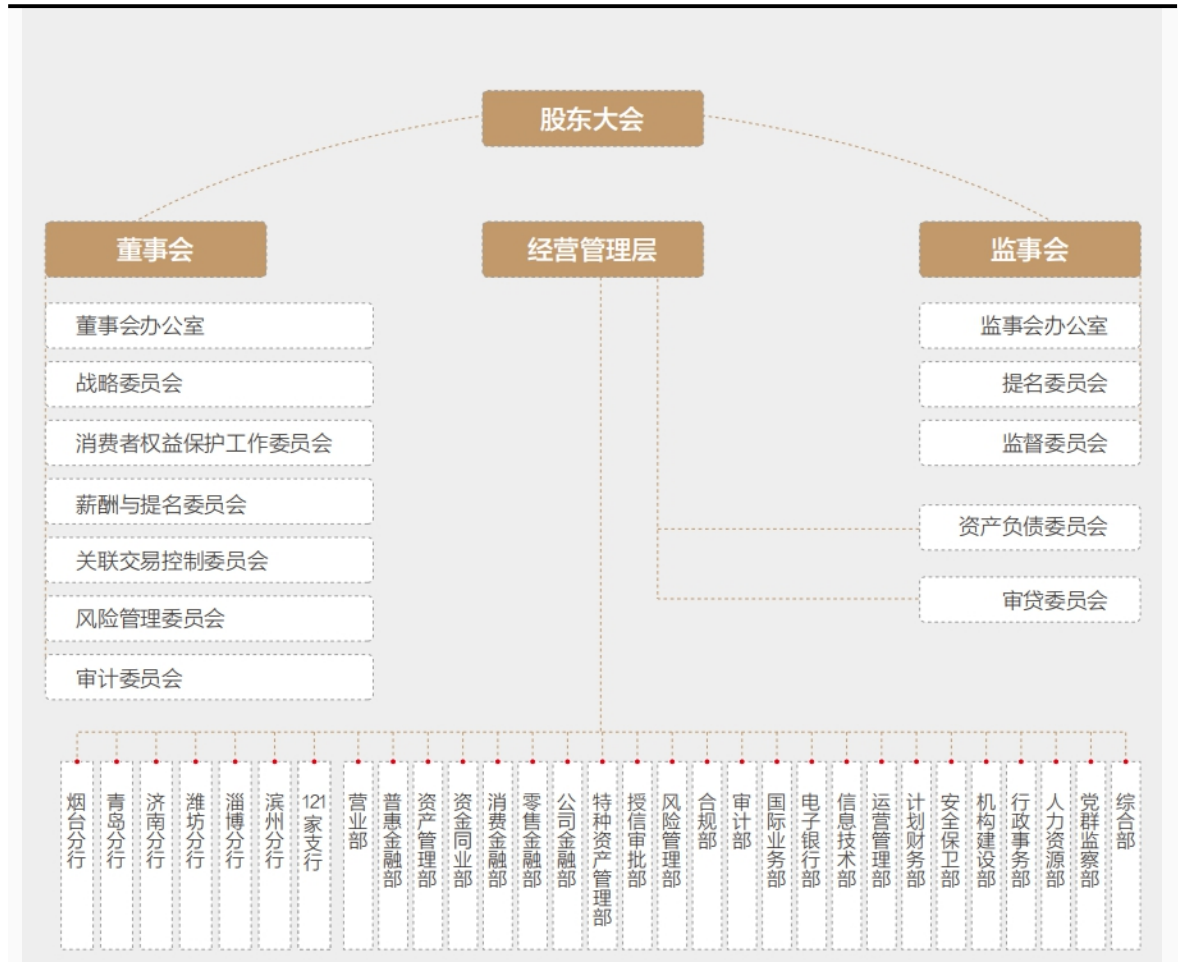 股东大会
董事会
经营管理层
监事会
董事会办公室
战略委员会
消费者权益保护工作委员会
薪酬与提名委员会
关联交易控制委员会
风险管理委员会
审计委员会
监事会办公室
提名委员会
监督委员会
资产负债委员会
审贷委员会
烟台分行
青岛分行
济南分行
潍坊分行
淄博分行
滨州分行
121家支行
营业部
普惠金融部
资产管理部
资金同业部
消费金融部
零售金融部
公司金融部
特种资产管理部
授信审批部
风险管理部
合规部
审计部
国际业务部
电子银行部
信息技术部
运营管理部
计划财务部
安全保卫部
机构建设部
行政事务部
人力资源部
党群监察部
综合部